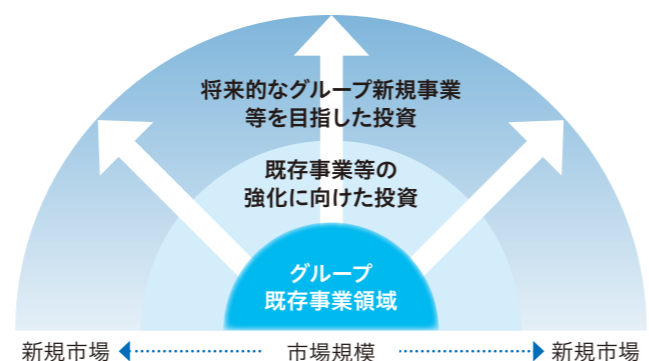 将来的なグループ新規事業
等を目指した投資
既存事業等の
強化に向けた投資
グループ
既存事業領域
新規市場 市場規模 新規市場